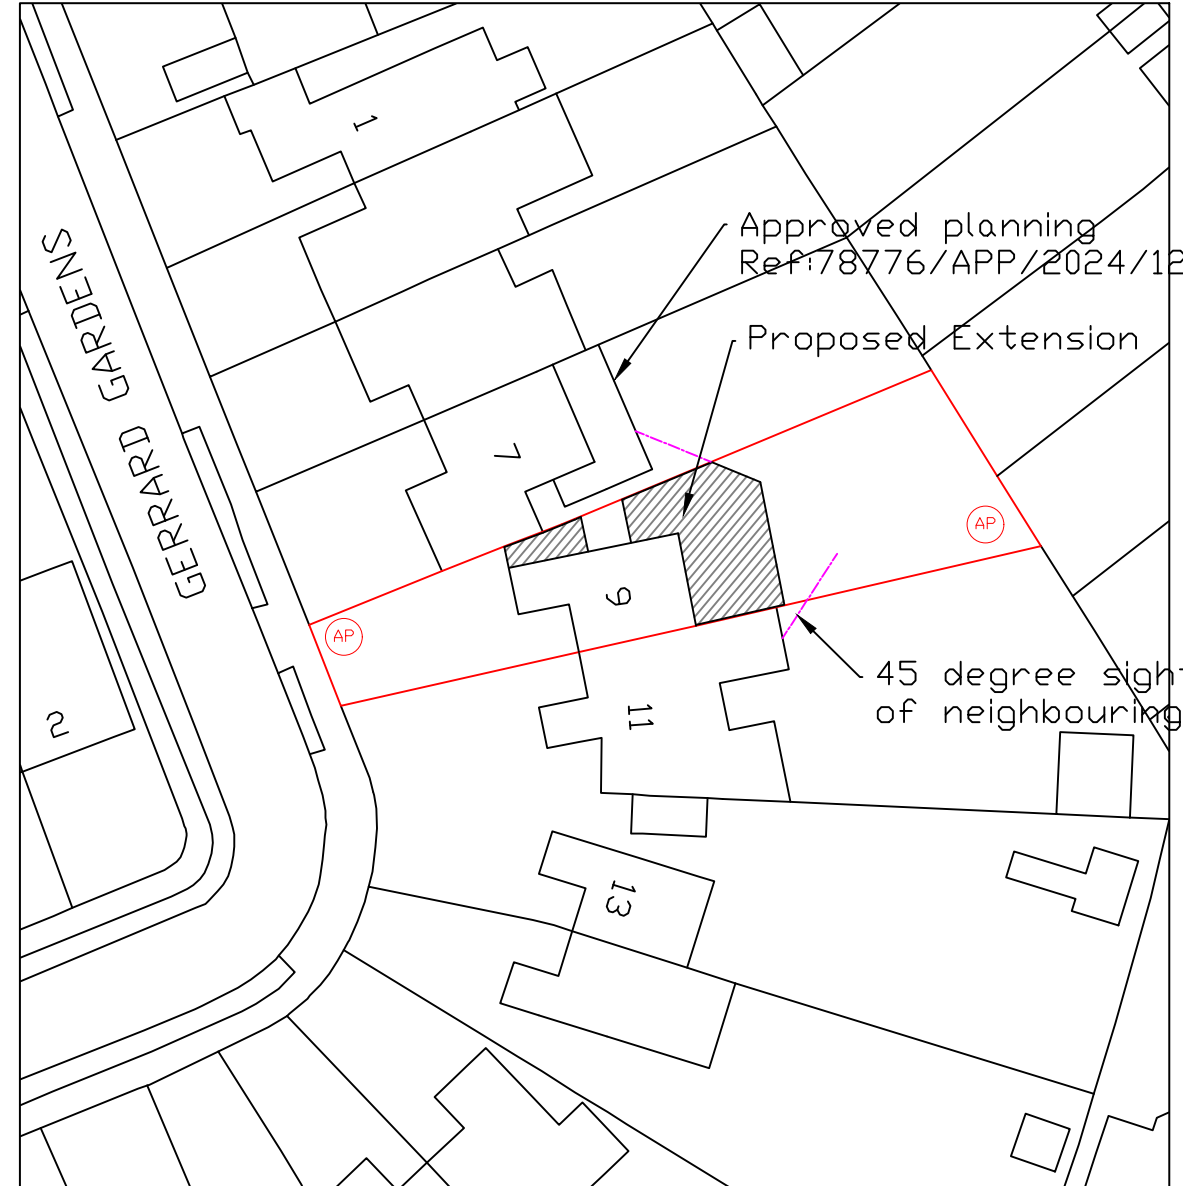 1
GERRARD GARDENS
Approved planning
Ref:78776/APP/2024/12
Proposed Extension
7
AP
9
AP
45 degree sigh
of neighbouring
2
11
13